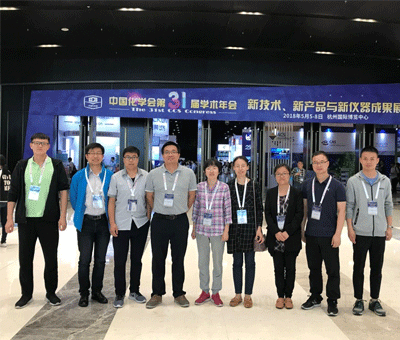 中国化学会第31届学术年会
The 31st CCS Congress
新技术、新产品与新仪器成果展
2018年5月5-8日 杭州国际博览中心